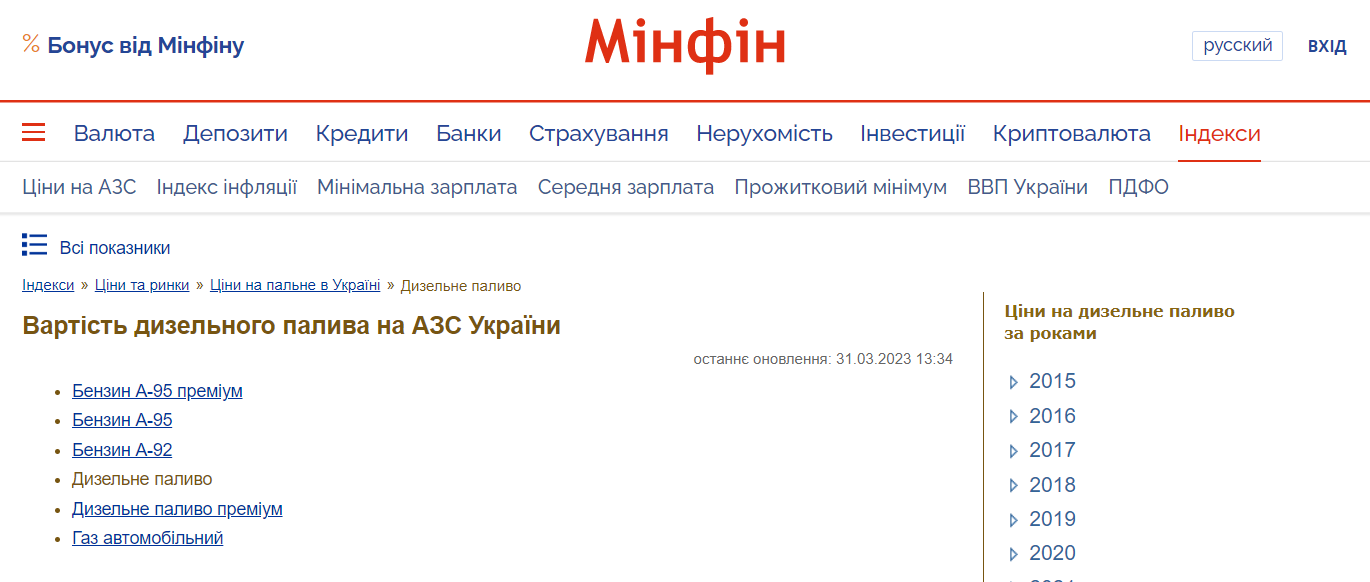 % Бонус від Мінфіну
Мінфін
русский
ВХІД
Валюта Депозити Кредити Банки Страхування Нерухомість Інвестиції Криптовалюта Індекси
Ціни на АЗС Індекс інфляції Мінімальна зарплата Середня зарплата Прожитковий мінімум ВВП України ПДФО
Всі показники
Індекси » Ціни та ринки » Ціни на пальне в Україні » Дизельне паливо
Вартість дизельного палива на АЗС України
останнє оновлення: 31.03.2023 13:34
Бензин А-95 преміум
Бензин А-95
Бензин А-92
Дизельне паливо
Дизельне паливо преміум
Газ автомобільний
Ціни на дизельне паливо
за роками
2015
2016
2017
2018
2019
2020